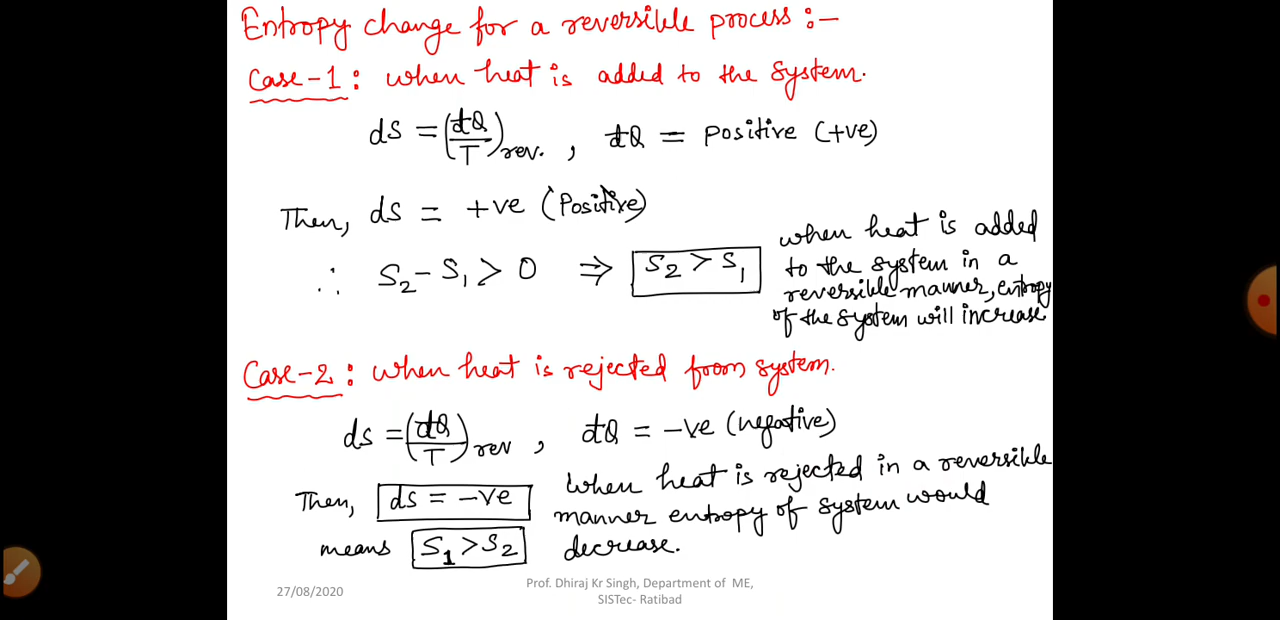 Entropy change for a reversible process :-
Case-1: when heat is added to the system.
dS = (đQ/T)rev. , đQ = Positive (+ve)
Then, dS = +ve (Positive)
∴ S₂ - S₁ > 0 ⇒ S₂ > S₁
when heat is added
to the system in a
reversible manner, entropy
of the system will increase
Case-2: when heat is rejected from system.
dS = (đQ/T)rev , đQ = -ve (negative)
Then, ds = -ve
means S₁ > S₂
when heat is rejected in a reversible
manner entropy of system would
decrease.
27/08/2020
Prof. Dhiraj Kr Singh, Department of ME,
SISTec- Ratibad